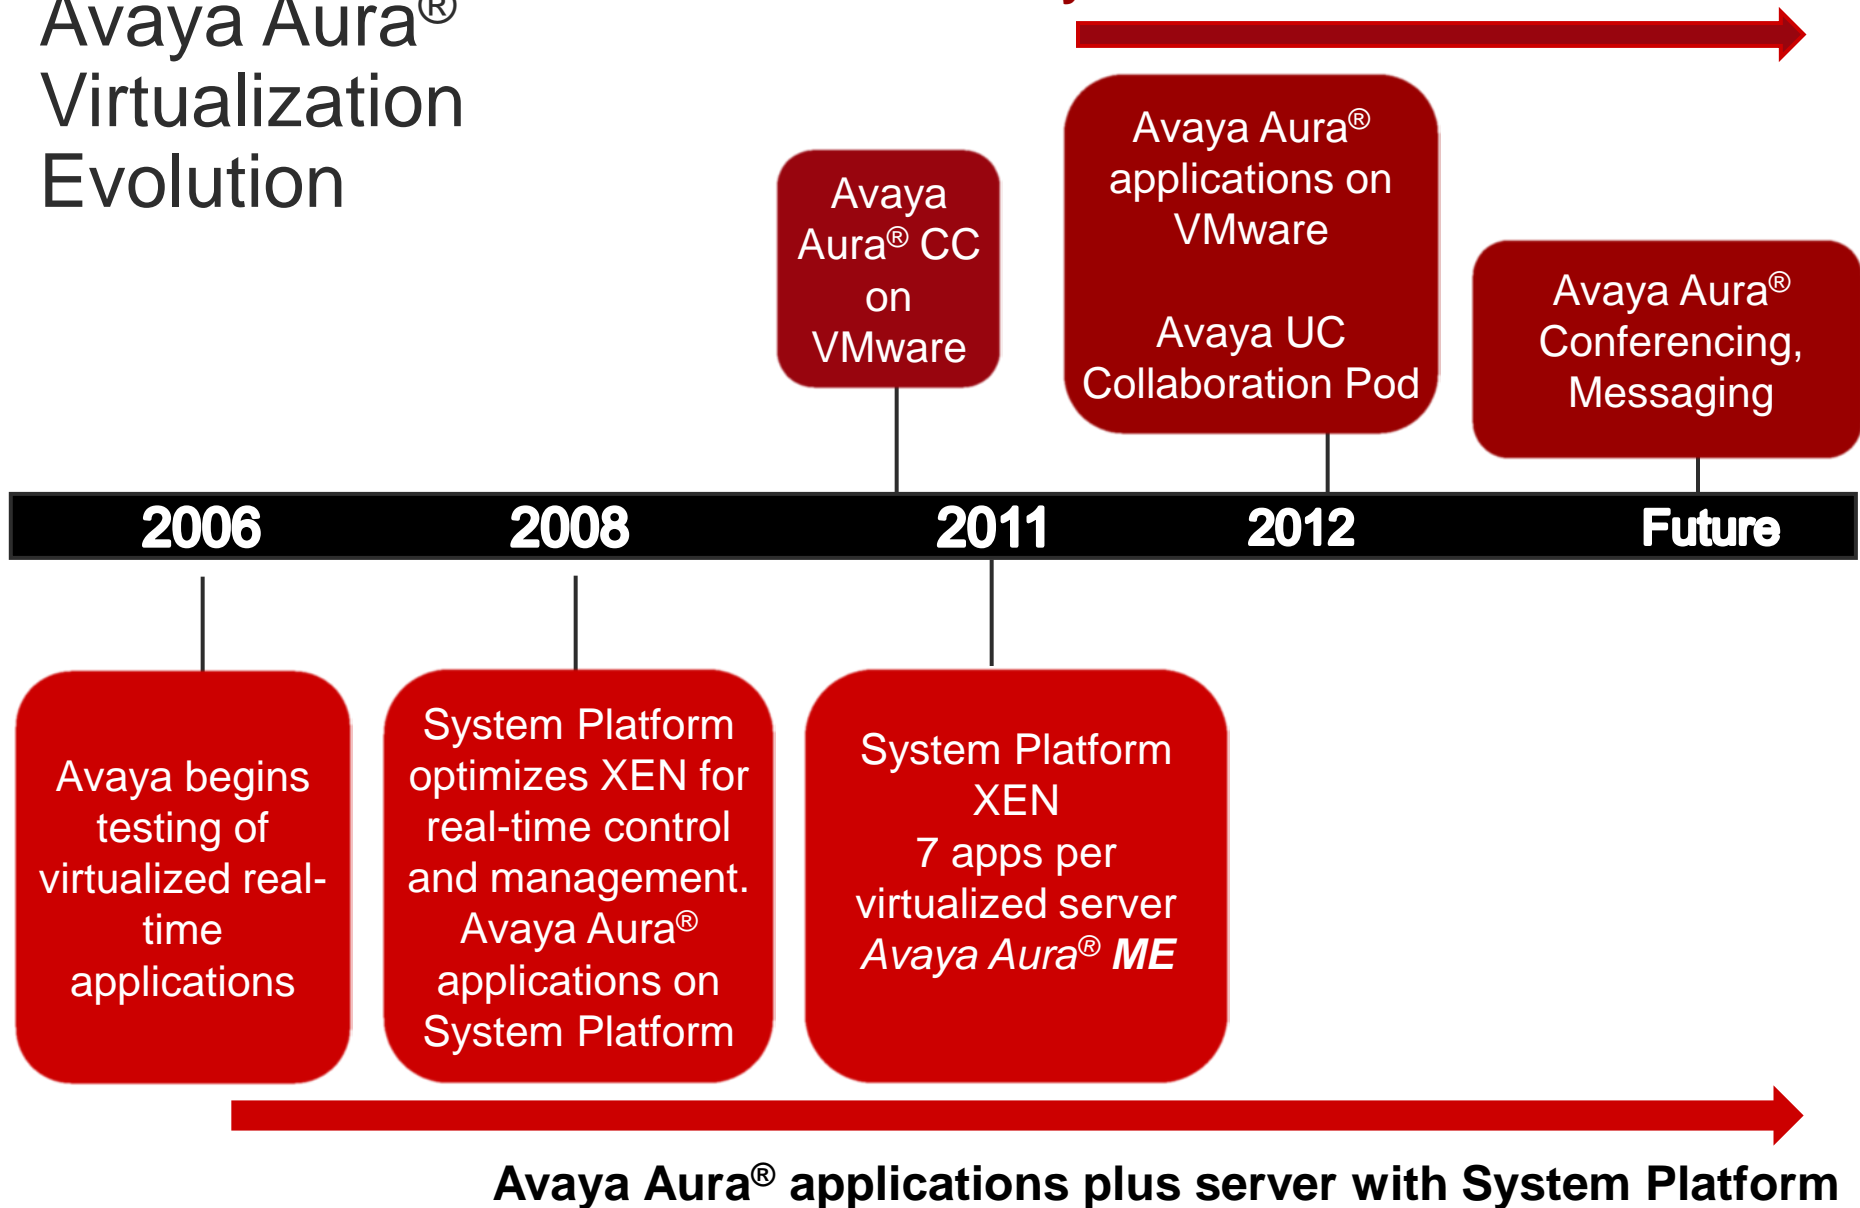 Avaya Aura®
Virtualization
Evolution
Avaya
Aura® CC
on
VMware
Avaya Aura®
applications on
VMware
Avaya UC
Collaboration Pod
Avaya Aura®
Conferencing,
Messaging
2006
2008
2011
2012
Future
Avaya begins
testing of
virtualized real-
time
applications
System Platform
optimizes XEN for
real-time control
and management.
Avaya Aura®
applications on
System Platform
System Platform
XEN
7 apps per
virtualized server
Avaya Aura® ME
Avaya Aura® applications plus server with System Platform